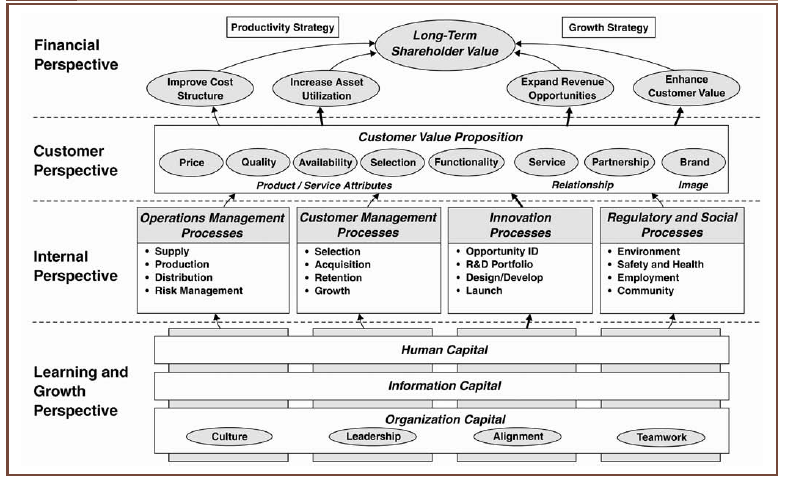 Financial
Perspective
Productivity Strategy
Long-Term
Shareholder Value
Growth Strategy
Improve Cost
Structure
Increase Asset
Utilization
Expand Revenue
Opportunities
Enhance
Customer Value
Customer
Perspective
Customer Value Proposition
Price
Quality
Availability
Selection
Functionality
Service
Partnership
Brand
Product / Service Attributes
Relationship
Image
Internal
Perspective
Operations Management
Processes
• Supply
• Production
• Distribution
• Risk Management
Customer Management
Processes
• Selection
• Acquisition
• Retention
• Growth
Innovation
Processes
• Opportunity ID
• R&D Portfolio
• Design/Develop
• Launch
Regulatory and Social
Processes
• Environment
• Safety and Health
• Employment
• Community
Learning and
Growth
Perspective
Human Capital
Information Capital
Organization Capital
Culture
Leadership
Alignment
Teamwork